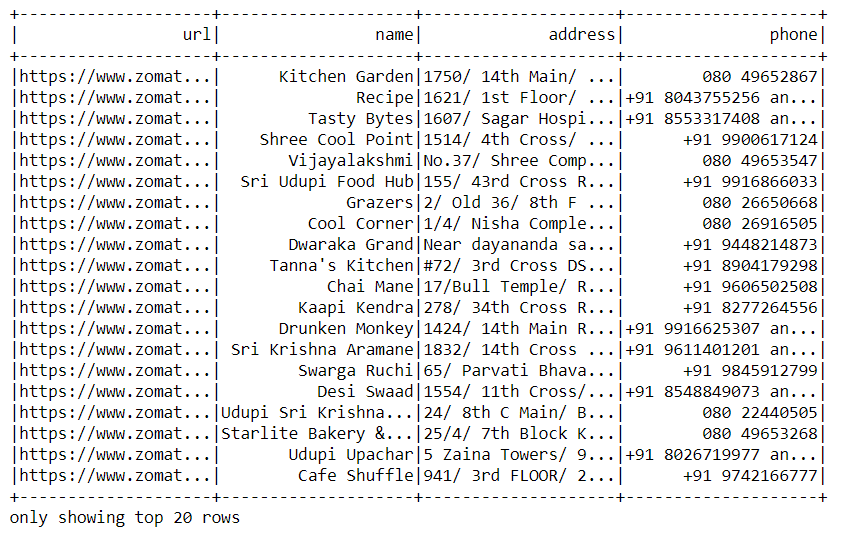 +--------------------+--------------------+--------------------+--------------------+
|                 url|                name|             address|               phone|
+--------------------+--------------------+--------------------+--------------------+
|https://www.zomat...|      Kitchen Garden|1750/ 14th Main/ ...|        080 49652867|
|https://www.zomat...|              Recipe|1621/ 1st Floor/ ...|+91 8043755256 an...|
|https://www.zomat...|         Tasty Bytes|1607/ Sagar Hospi...|+91 8553317408 an...|
|https://www.zomat...|    Shree Cool Point|1514/ 4th Cross/ ...|      +91 9900617124|
|https://www.zomat...|       Vijayalakshmi|No.37/ Shree Comp...|        080 49653547|
|https://www.zomat...|  Sri Udupi Food Hub|155/ 43rd Cross R...|      +91 9916866033|
|https://www.zomat...|             Grazers|2/ Old 36/ 8th F ...|        080 26650668|
|https://www.zomat...|         Cool Corner|1/4/ Nisha Comple...|        080 26916505|
|https://www.zomat...|       Dwaraka Grand|Near dayananda sa...|      +91 9448214873|
|https://www.zomat...|     Tanna's Kitchen|#72/ 3rd Cross DS...|      +91 8904179298|
|https://www.zomat...|           Chai Mane|17/Bull Temple/ R...|      +91 9606502508|
|https://www.zomat...|        Kaapi Kendra|278/ 34th Cross R...|      +91 8277264556|
|https://www.zomat...|      Drunken Monkey|1424/ 14th Main R...|+91 9916625307 an...|
|https://www.zomat...| Sri Krishna Aramane|1832/ 14th Cross ...|+91 9611401201 an...|
|https://www.zomat...|        Swarga Ruchi|65/ Parvati Bhava...|      +91 9845912799|
|https://www.zomat...|          Desi Swaad|1554/ 11th Cross/...|+91 8548849073 an...|
|https://www.zomat...|Udupi Sri Krishna...|24/ 8th C Main/ B...|        080 22440505|
|https://www.zomat...|Starlite Bakery &...|25/4/ 7th Block K...|        080 49653268|
|https://www.zomat...|       Udupi Upachar|5 Zaina Towers/ 9...|+91 8026719977 an...|
|https://www.zomat...|        Cafe Shuffle|941/ 3rd FLOOR/ 2...|      +91 9742166777|
+--------------------+--------------------+--------------------+--------------------+
only showing top 20 rows